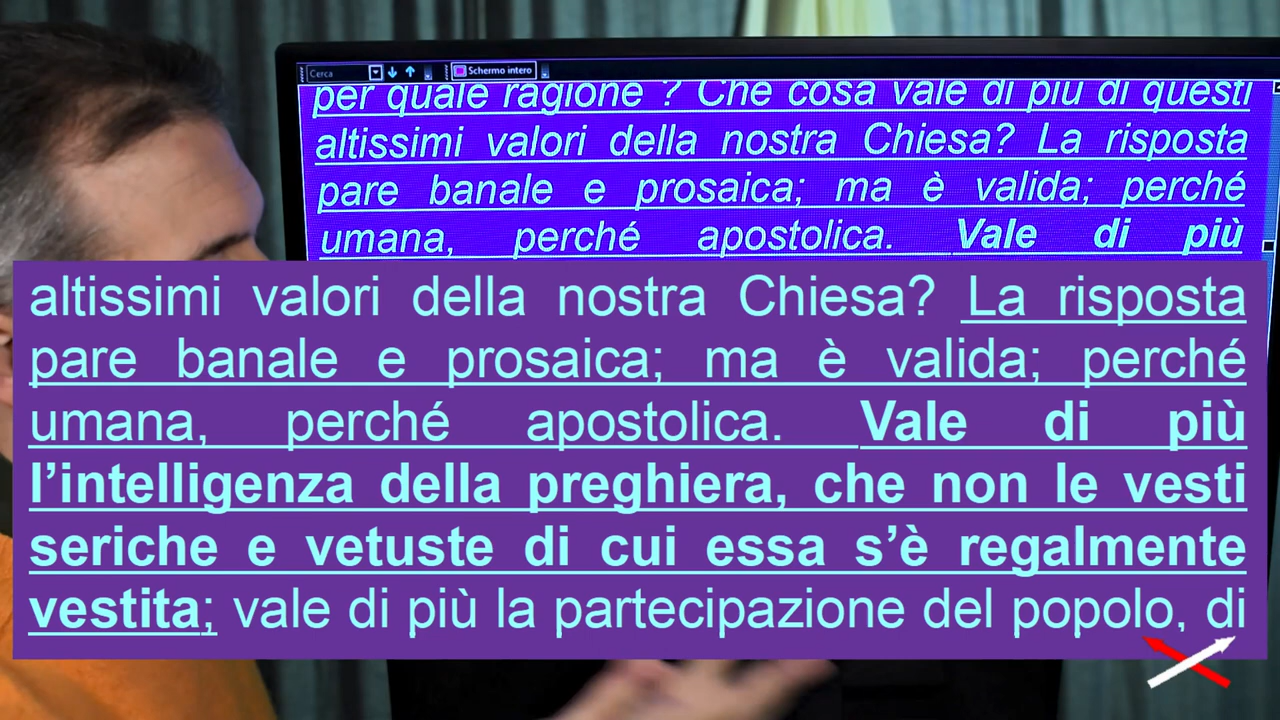 Cerca
Schermo intero
per quale ragione ? Che cosa vale di più di questi
altissimi valori della nostra Chiesa? La risposta
pare banale e prosaica; ma è valida; perché
umana, perché apostolica. Vale di più
altissimi valori della nostra Chiesa? La risposta
pare banale e prosaica; ma è valida; perché
umana, perché apostolica. Vale di più
l’intelligenza della preghiera, che non le vesti
seriche e vetuste di cui essa s’è regalmente
vestita; vale di più la partecipazione del popolo, di